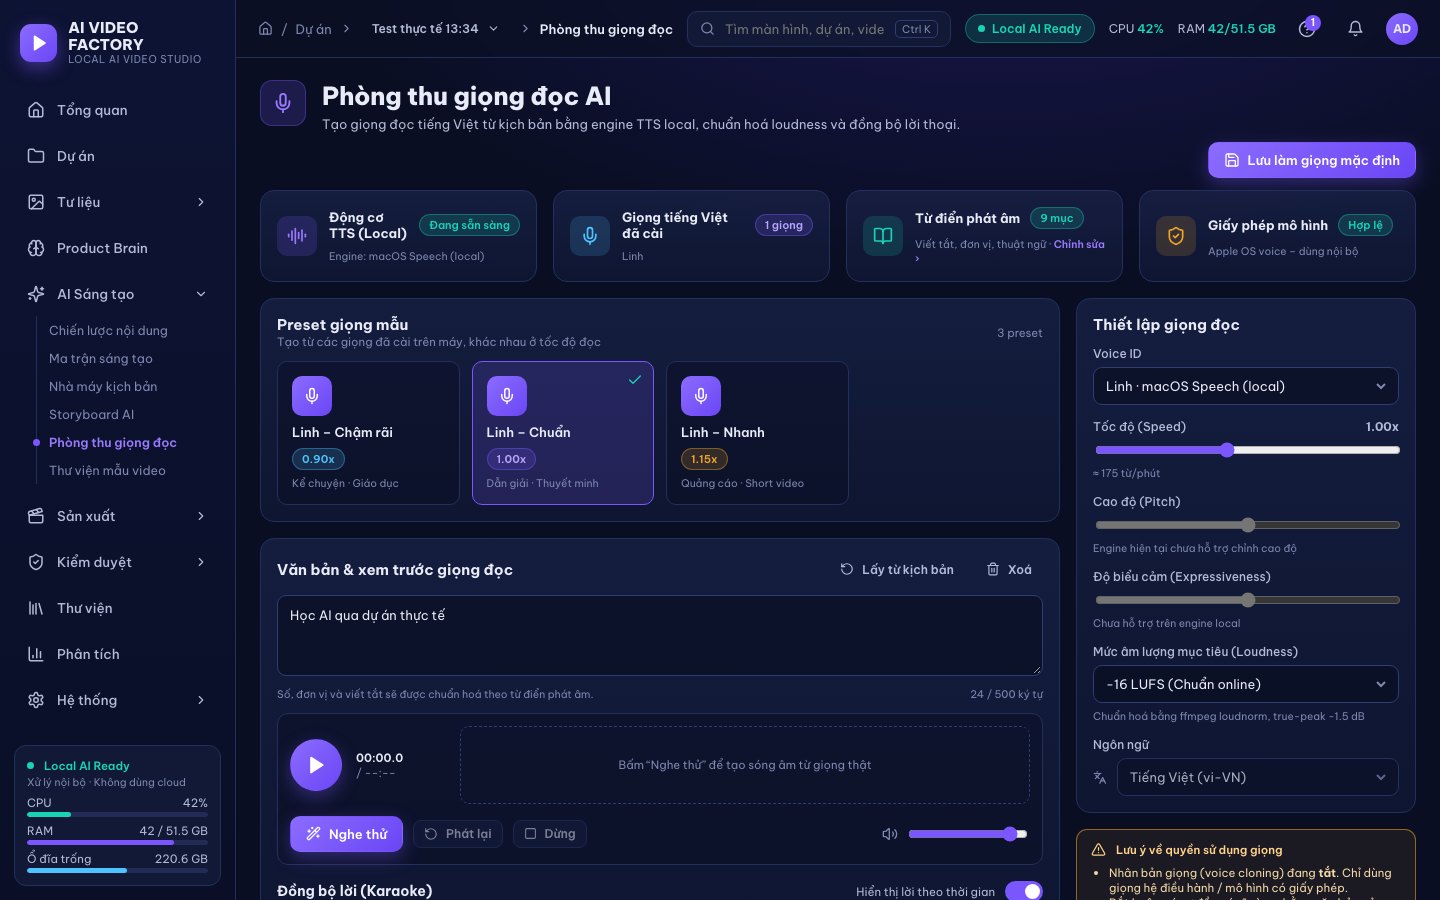 AI VIDEO
FACTORY
LOCAL AI VIDEO STUDIO
Tổng quan
Dự án
Tư liệu
Product Brain
AI Sáng tạo
Chiến lược nội dung
Ma trận sáng tạo
Nhà máy kịch bản
Storyboard AI
Phòng thu giọng đọc
Thư viện mẫu video
Sản xuất
Kiểm duyệt
Thư viện
Phân tích
Hệ thống
Local AI Ready
Xử lý nội bộ · Không dùng cloud
CPU 42%
RAM 42 / 51.5 GB
Ổ đĩa trống 220.6 GB
/ Dự án > Test thực tế 13:34 > Phòng thu giọng đọc
Tìm màn hình, dự án, vide Ctrl K
Local AI Ready
CPU 42% RAM 42/51.5 GB
1
AD
Phòng thu giọng đọc AI
Tạo giọng đọc tiếng Việt từ kịch bản bằng engine TTS local, chuẩn hoá loudness và đồng bộ lời thoại.
Lưu làm giọng mặc định
Động cơ
TTS (Local)
Đang sẵn sàng
Engine: macOS Speech (local)
Giọng tiếng Việt
đã cài
1 giọng
Linh
Từ điển phát âm 9 mục
Viết tắt, đơn vị, thuật ngữ · Chỉnh sửa
›
Giấy phép mô hình Hợp lệ
Apple OS voice – dùng nội bộ
Preset giọng mẫu
Tạo từ các giọng đã cài trên máy, khác nhau ở tốc độ đọc
3 preset
Linh – Chậm rãi
0.90x
Kể chuyện · Giáo dục
Linh – Chuẩn
1.00x
Dẫn giải · Thuyết minh
Linh – Nhanh
1.15x
Quảng cáo · Short video
Văn bản & xem trước giọng đọc
Lấy từ kịch bản
Xoá
Học AI qua dự án thực tế
Số, đơn vị và viết tắt sẽ được chuẩn hoá theo từ điển phát âm.
24 / 500 ký tự
00:00.0
/ --:--
Bấm “Nghe thử” để tạo sóng âm từ giọng thật
Nghe thử
Phát lại
Dừng
Đồng bộ lời (Karaoke)
Hiển thị lời theo thời gian
Thiết lập giọng đọc
Voice ID
Linh · macOS Speech (local)
Tốc độ (Speed) 1.00x
≈ 175 từ/phút
Cao độ (Pitch)
Engine hiện tại chưa hỗ trợ chỉnh cao độ
Độ biểu cảm (Expressiveness)
Chưa hỗ trợ trên engine local
Mức âm lượng mục tiêu (Loudness)
-16 LUFS (Chuẩn online)
Chuẩn hoá bằng ffmpeg loudnorm, true-peak -1.5 dB
Ngôn ngữ
Tiếng Việt (vi-VN)
Lưu ý về quyền sử dụng giọng
• Nhân bản giọng (voice cloning) đang tắt. Chỉ dùng
giọng hệ điều hành / mô hình có giấy phép.